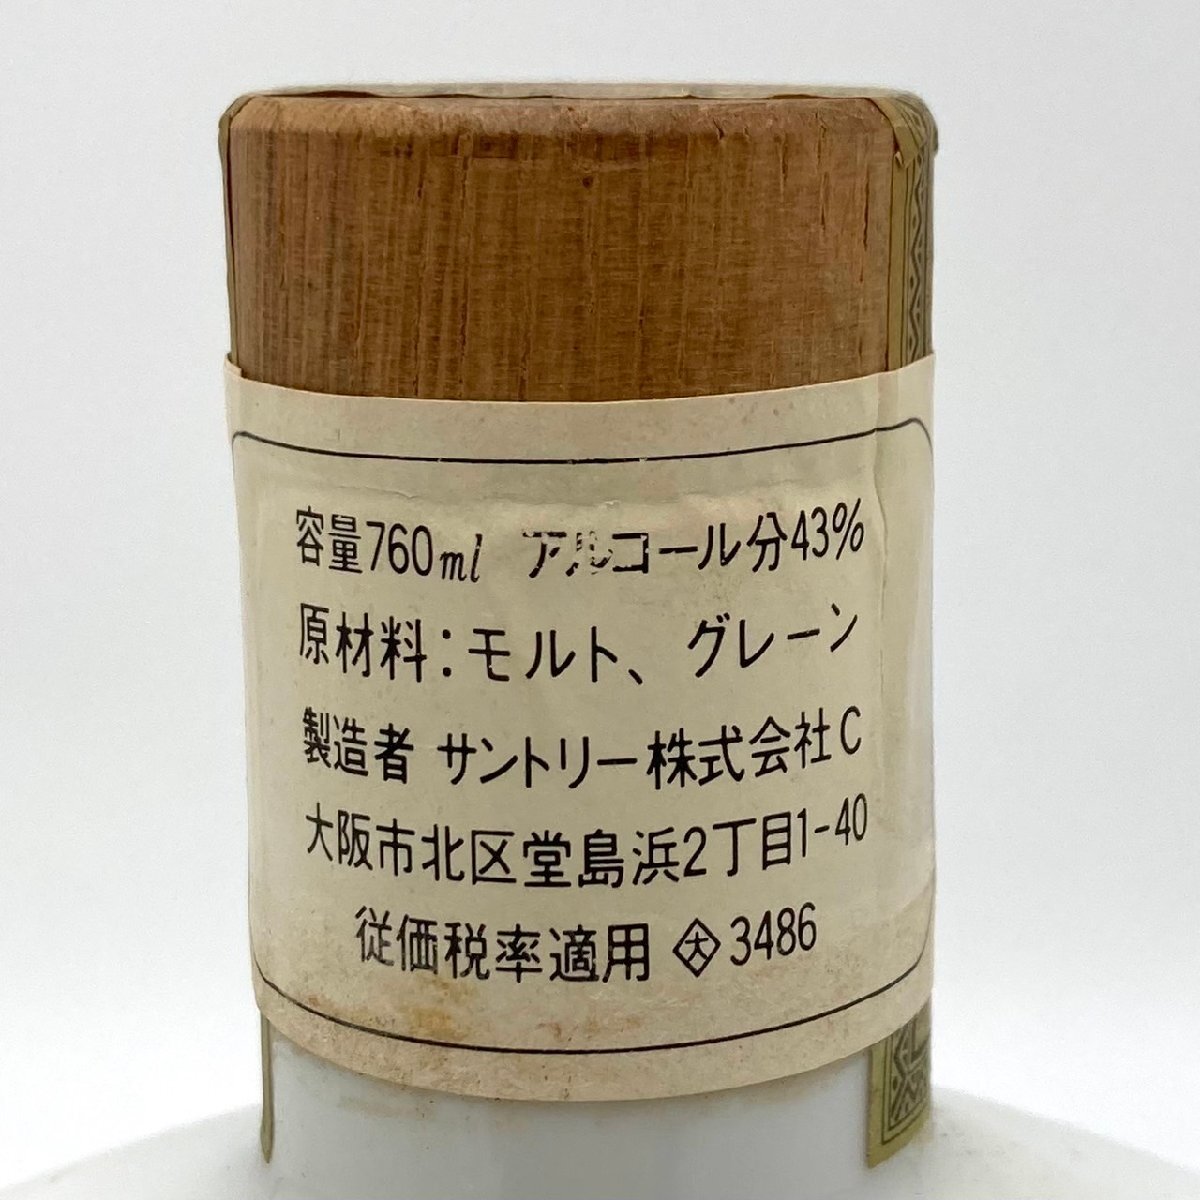 容量760ml アルコール分43%
原材料:モルト、グレーン
製造者 サントリー株式会社C
大阪市北区堂島浜2丁目1-40
従価税率適用 大3486